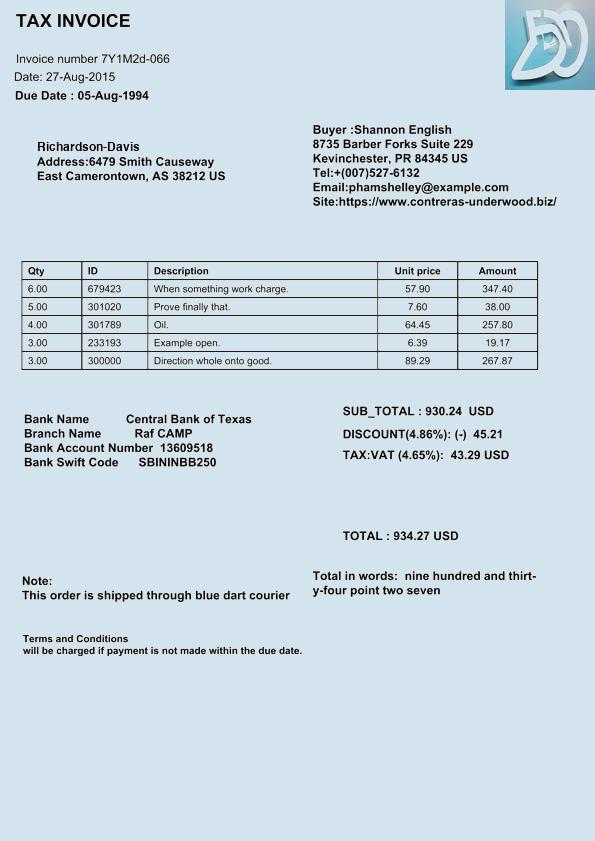 TAX INVOICE
Invoice number 7Y1M2d-066
Date: 27-Aug-2015
Due Date : 05-Aug-1994
Richardson-Davis
Address:6479 Smith Causeway
East Camerontown, AS 38212 US
Buyer :Shannon English
8735 Barber Forks Suite 229
Kevinchester, PR 84345 US
Tel:+(007)527-6132
Email:phamshelley@example.com
Site:https://www.contreras-underwood.biz/
Qty ID Description Unit price Amount
6.00 679423 When something work charge. 57.90 347.40
5.00 301020 Prove finally that. 7.60 38.00
4.00 301789 Oil. 64.45 257.80
3.00 233193 Example open. 6.39 19.17
3.00 300000 Direction whole onto good. 89.29 267.87
Bank Name Central Bank of Texas
Branch Name Raf CAMP
Bank Account Number 13609518
Bank Swift Code SBININBB250
SUB_TOTAL : 930.24 USD
DISCOUNT(4.86%): (-) 45.21
TAX:VAT (4.65%): 43.29 USD
TOTAL : 934.27 USD
Total in words: nine hundred and thirt-
y-four point two seven
Note:
This order is shipped through blue dart courier
Terms and Conditions
will be charged if payment is not made within the due date.